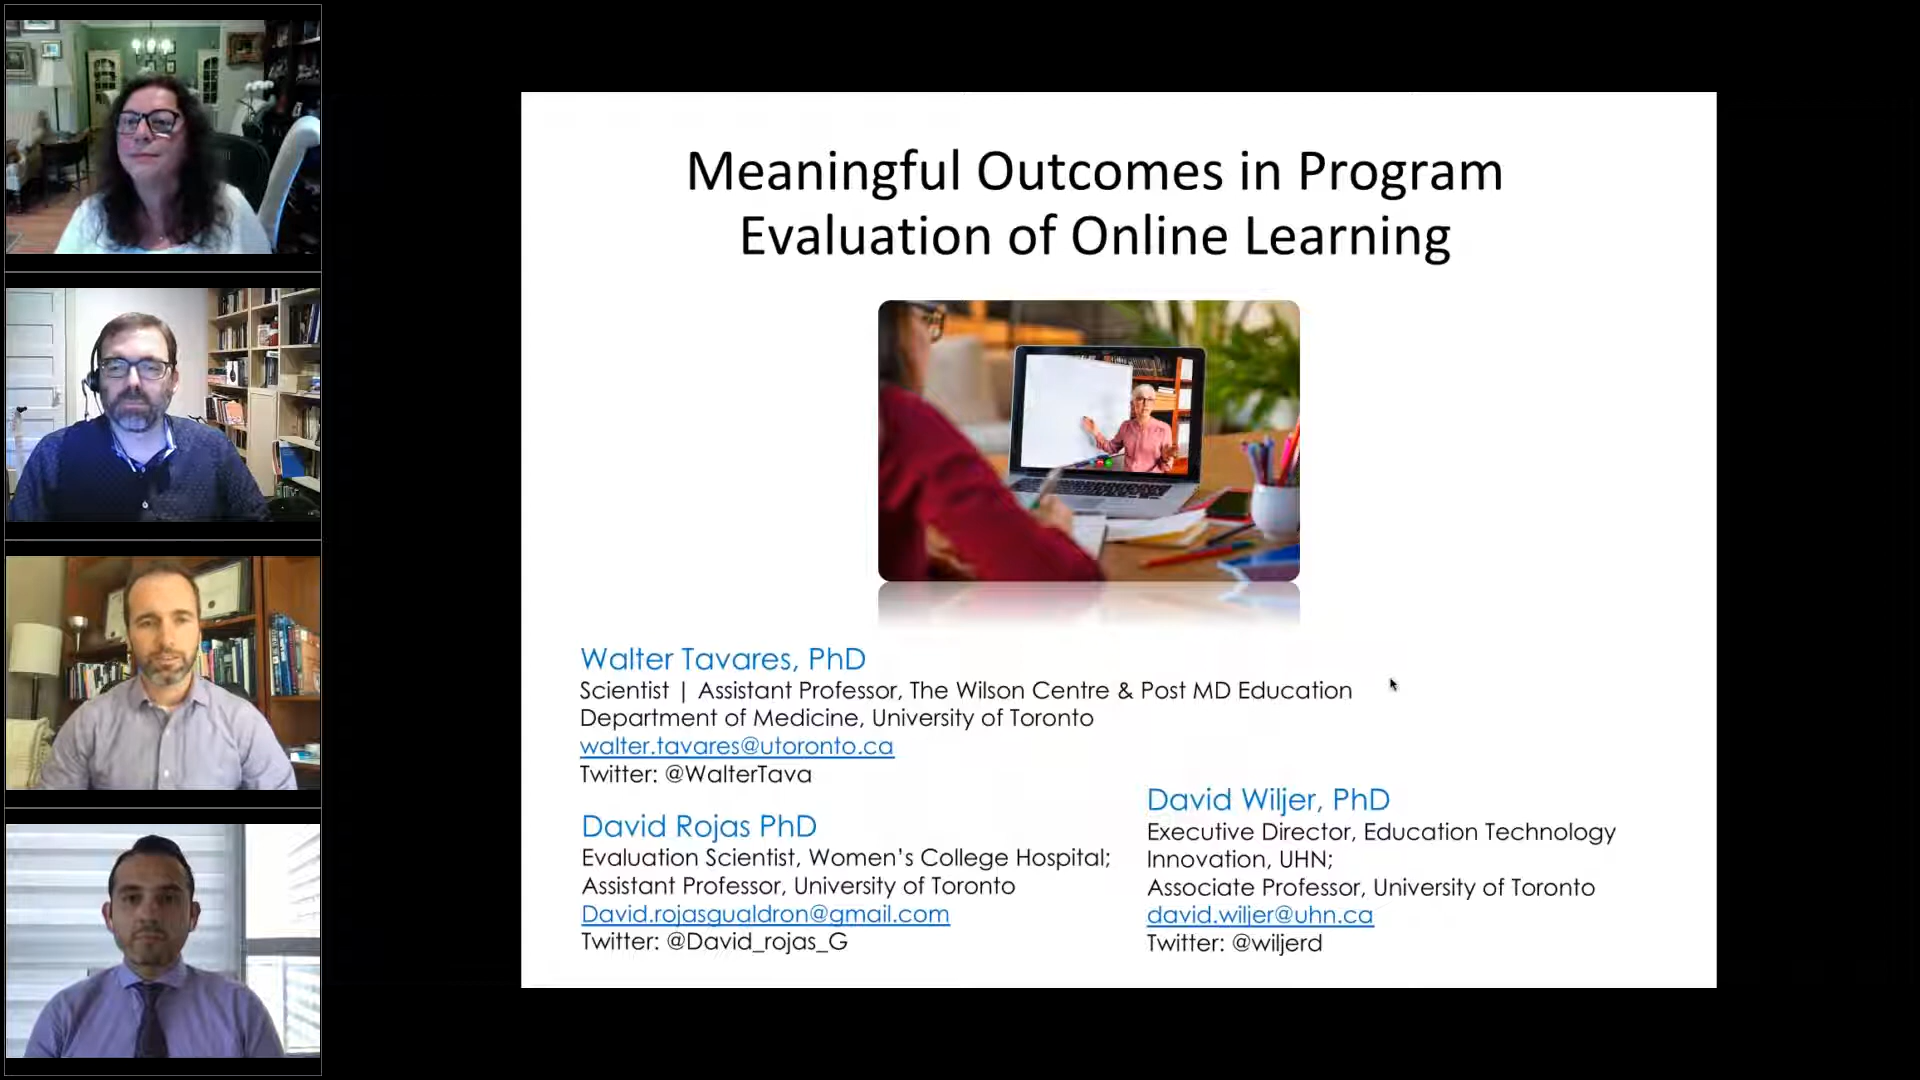 Meaningful Outcomes in Program
Evaluation of Online Learning
Walter Tavares, PhD
Scientist | Assistant Professor, The Wilson Centre & Post MD Education
Department of Medicine, University of Toronto
walter.tavares@utoronto.ca
Twitter: @WalterTava
David Rojas PhD
Evaluation Scientist, Women’s College Hospital;
Assistant Professor, University of Toronto
David.rojasgualdron@gmail.com
Twitter: @David_rojas_G
David Wiljer, PhD
Executive Director, Education Technology
Innovation, UHN;
Associate Professor, University of Toronto
david.wiljer@uhn.ca
Twitter: @wiljerd